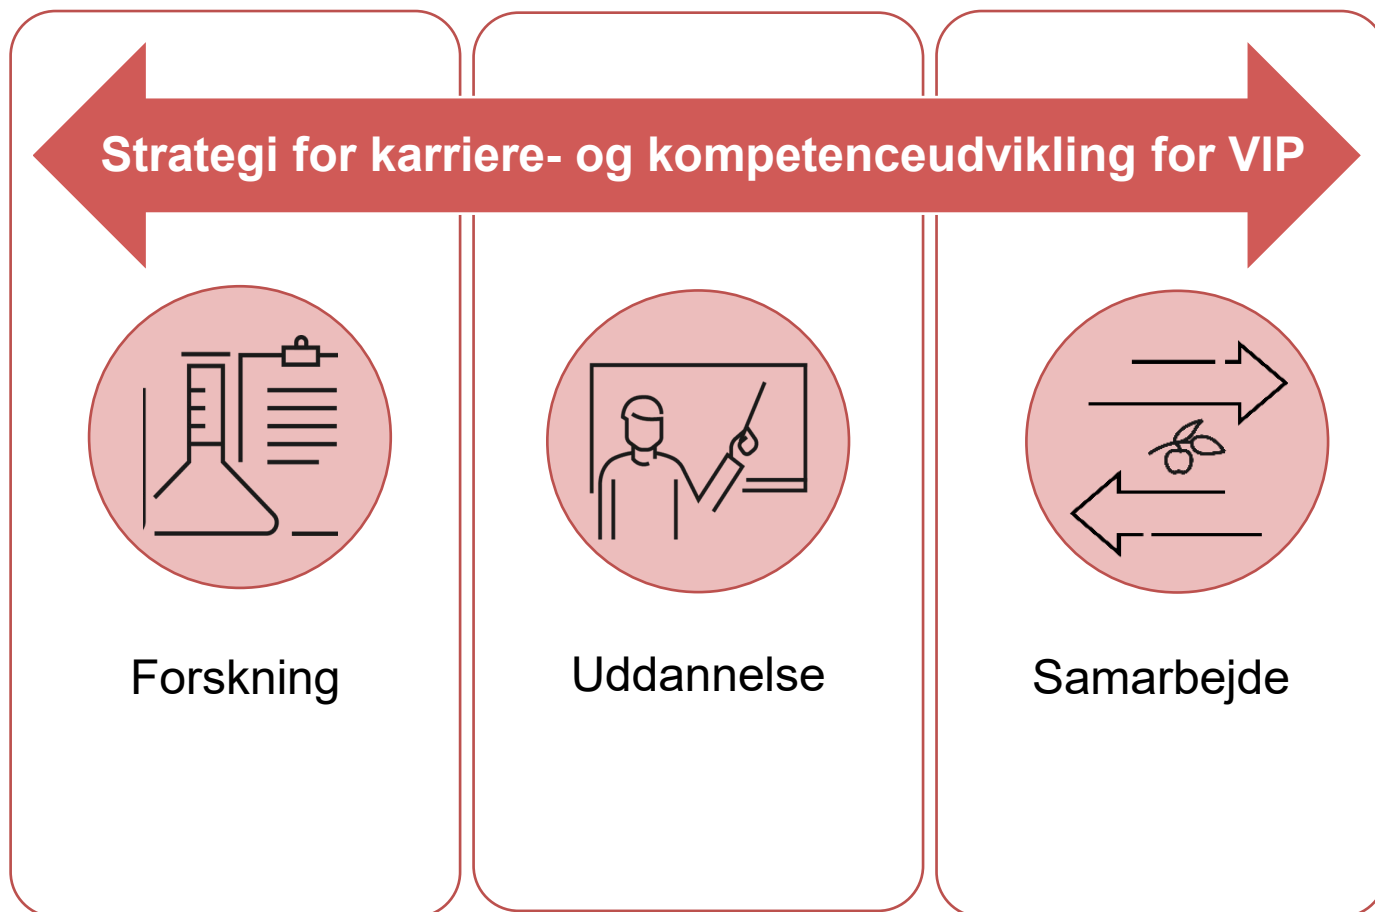 Strategi for karriere- og kompetenceudvikling for VIP
Forskning
Uddannelse
Samarbejde